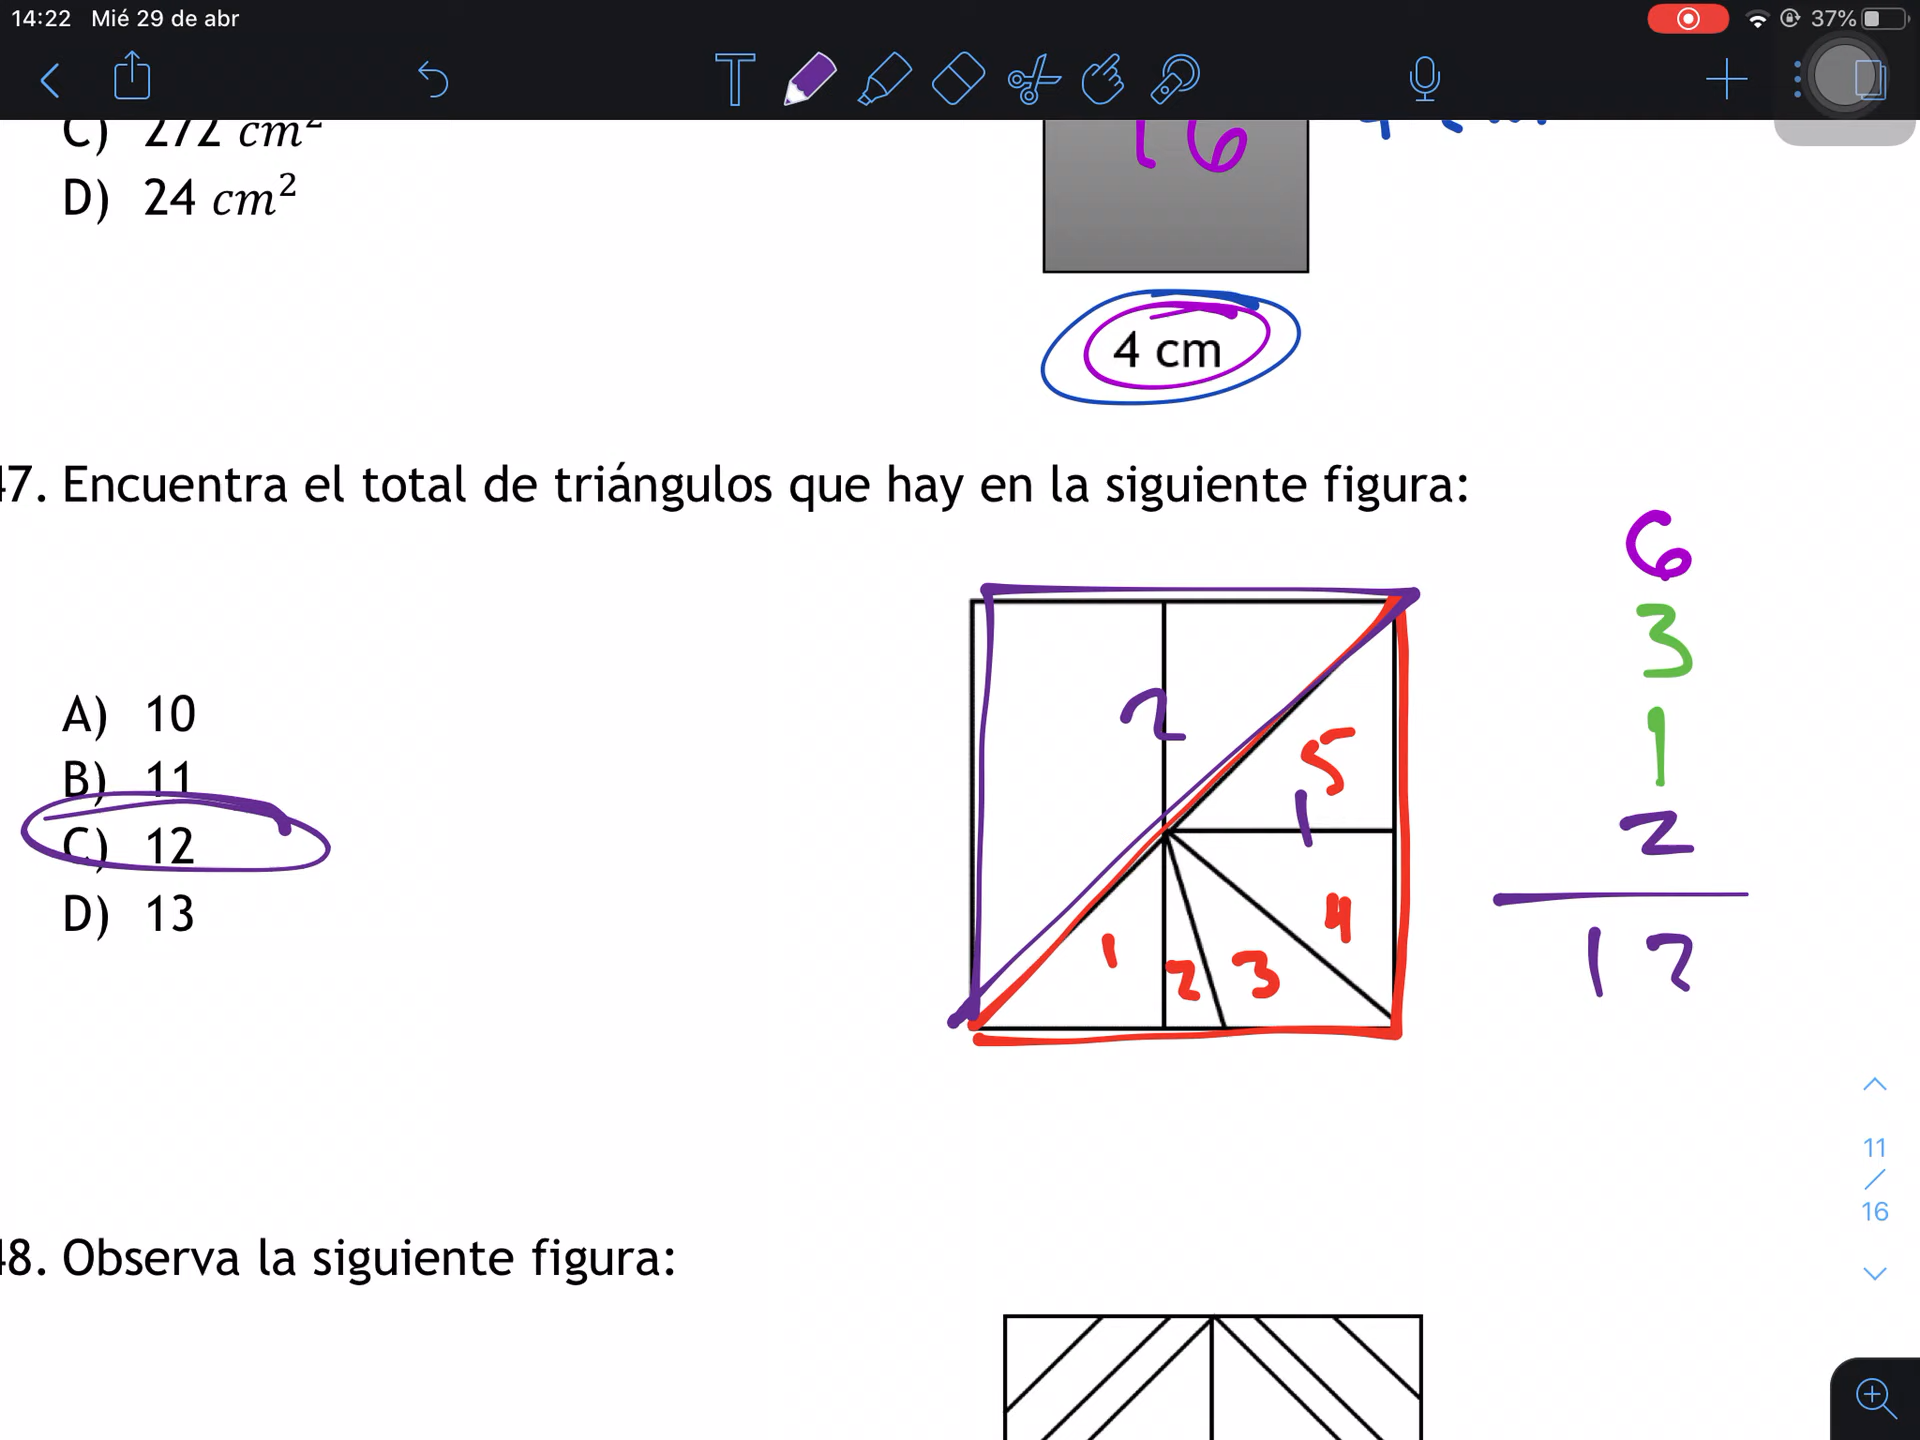 14:22 Mié 29 de abr
37%
C) 272 cm²
D) 24 cm²
16
4 cm
47. Encuentra el total de triángulos que hay en la siguiente figura:
A) 10
B) 11
C) 12
D) 13
2
5
1
4
1
2
3
6
3
1
2
12
48. Observa la siguiente figura:
11
/
16